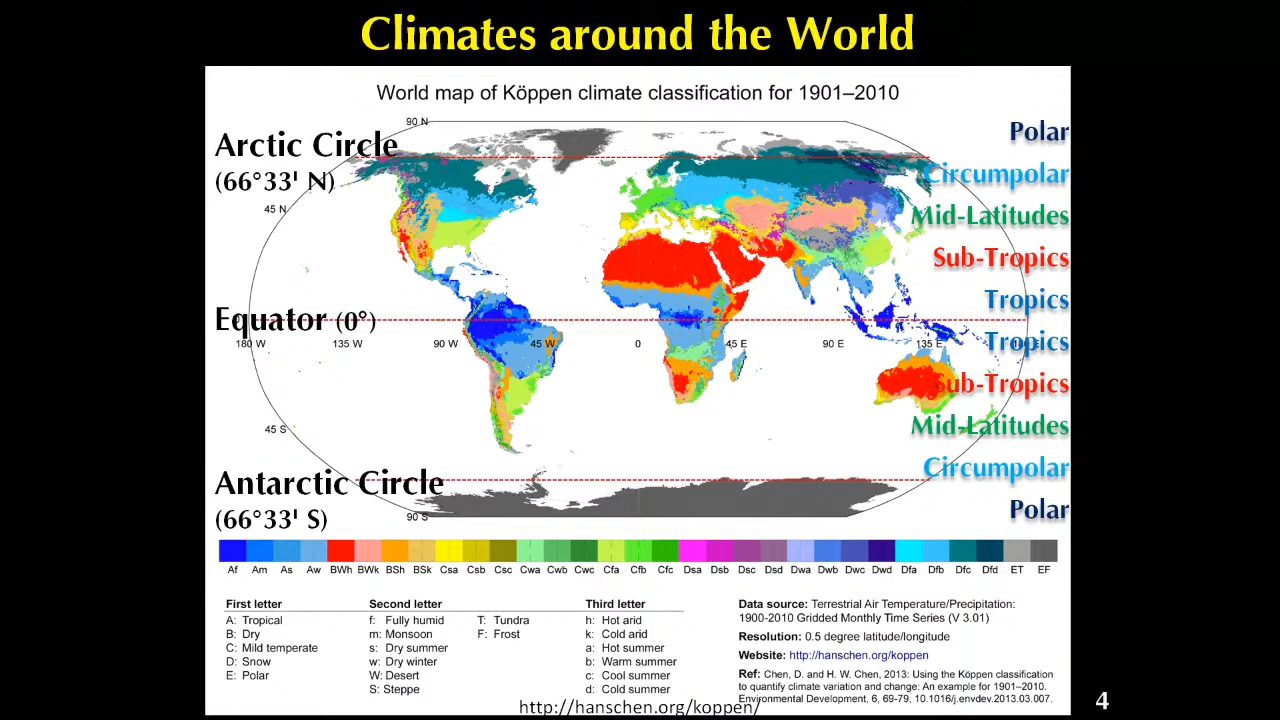 Climates around the World
World map of Köppen climate classification for 1901–2010
90 N
Arctic Circle
(66°33' N)
45 N
Equator (0°)
180 W 135 W 90 W 45 W 0 45 E 90 E 135 E
45 S
Antarctic Circle
(66°33' S)
90 S
Polar
Circumpolar
Mid-Latitudes
Sub-Tropics
Tropics
Tropics
Sub-Tropics
Mid-Latitudes
Circumpolar
Polar
Af Am As Aw BWh BWk BSh BSk Csa Csb Csc Cwa Cwb Cwc Cfa Cfb Cfc Dsa Dsb Dsc Dsd Dwa Dwb Dwc Dwd Dfa Dfb Dfc Dfd ET EF
First letter
A: Tropical
B: Dry
C: Mild temperate
D: Snow
E: Polar
Second letter
f: Fully humid
m: Monsoon
s: Dry summer
w: Dry winter
W: Desert
S: Steppe
T: Tundra
F: Frost
Third letter
h: Hot arid
k: Cold arid
a: Hot summer
b: Warm summer
c: Cool summer
d: Cold summer
Data source: Terrestrial Air Temperature/Precipitation:
1900-2010 Gridded Monthly Time Series (V 3.01)
Resolution: 0.5 degree latitude/longitude
Website: http://hanschen.org/koppen
Ref: Chen, D. and H. W. Chen, 2013: Using the Köppen classification
to quantify climate variation and change: An example for 1901–2010.
Environmental Development, 6, 69-79, 10.1016/j.envdev.2013.03.007.
http://hanschen.org/koppen/
4